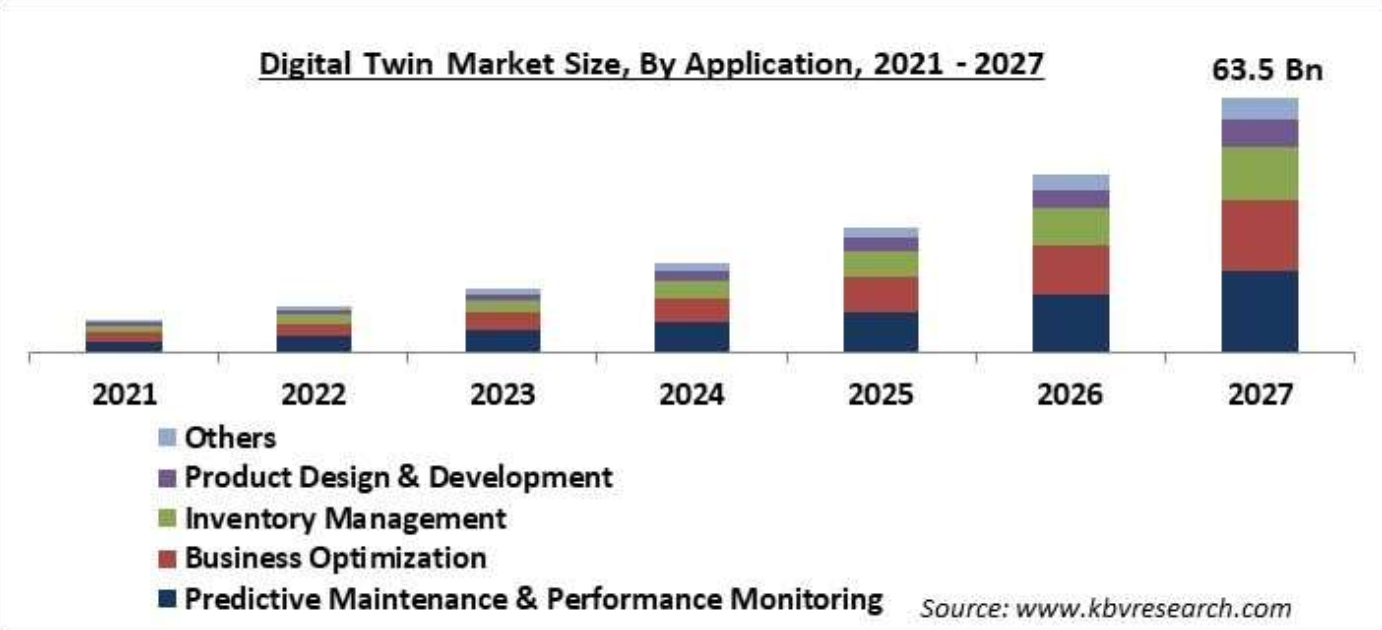 Digital Twin Market Size, By Application, 2021 - 2027
63.5 Bn
2021 2022 2023 2024 2025 2026 2027
Others
Product Design & Development
Inventory Management
Business Optimization
Predictive Maintenance & Performance Monitoring
Source: www.kbvresearch.com